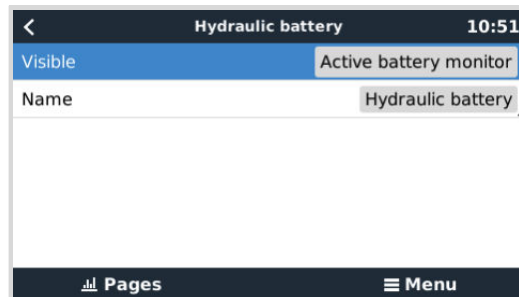 Hydraulic battery 10:51
Visible Active battery monitor
Name Hydraulic battery
Pages Menu